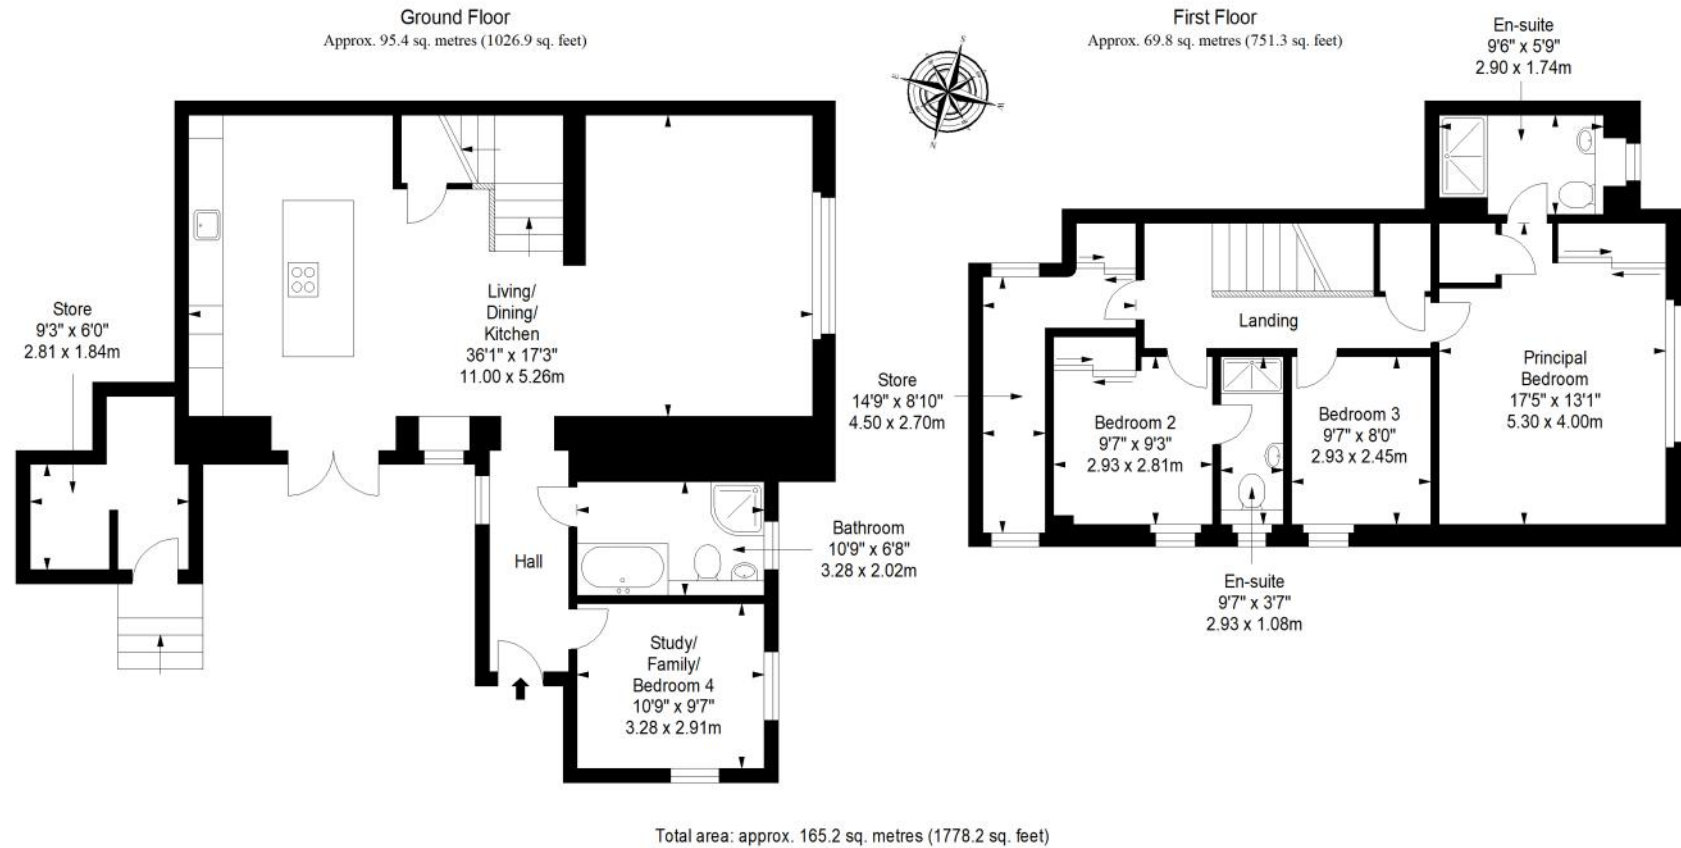 Ground Floor
Approx. 95.4 sq. metres (1026.9 sq. feet)
First Floor
Approx. 69.8 sq. metres (751.3 sq. feet)
S
E
W
N
En-suite
9'6" x 5'9"
2.90 x 1.74m
Store
9'3" x 6'0"
2.81 x 1.84m
Living/
Dining/
Kitchen
36'1" x 17'3"
11.00 x 5.26m
Landing
Principal
Bedroom
17'5" x 13'1"
5.30 x 4.00m
Store
14'9" x 8'10"
4.50 x 2.70m
Bedroom 2
9'7" x 9'3"
2.93 x 2.81m
Bedroom 3
9'7" x 8'0"
2.93 x 2.45m
Hall
Bathroom
10'9" x 6'8"
3.28 x 2.02m
En-suite
9'7" x 3'7"
2.93 x 1.08m
Study/
Family/
Bedroom 4
10'9" x 9'7"
3.28 x 2.91m
Total area: approx. 165.2 sq. metres (1778.2 sq. feet)